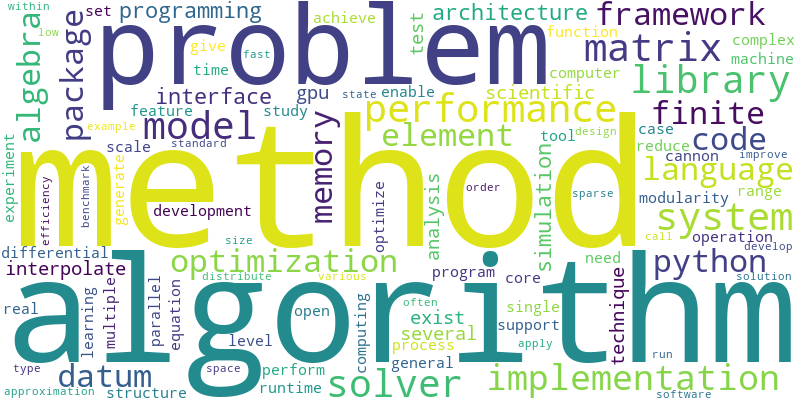 within
low
set
programming
achieve
test
architecture
framework
algebra
package
problem
give
time
fast
state
function
computer
complex
machine
matrix
library
interface
gpu
enable
scientific
feature
study
example
model
performance
finite
experiment
scale
standard
memory
element
tool
design
case
reduce
code
cannon
improve
method
language
efficiency
benchmark
generate
development
optimize
analysis
order
simulation
sparse
modularity
range
system
size
call
operation
develop
differential
interpolate
optimization
distribute
various
program
core
need
python
solution
algorithm
real
learning
multiple
parallel
equation
open
level
computing
often
exist
several
process
general
single
support
apply
technique
run
type
datum
space
perform
runtime
approximation
structure
solver
implementation
software